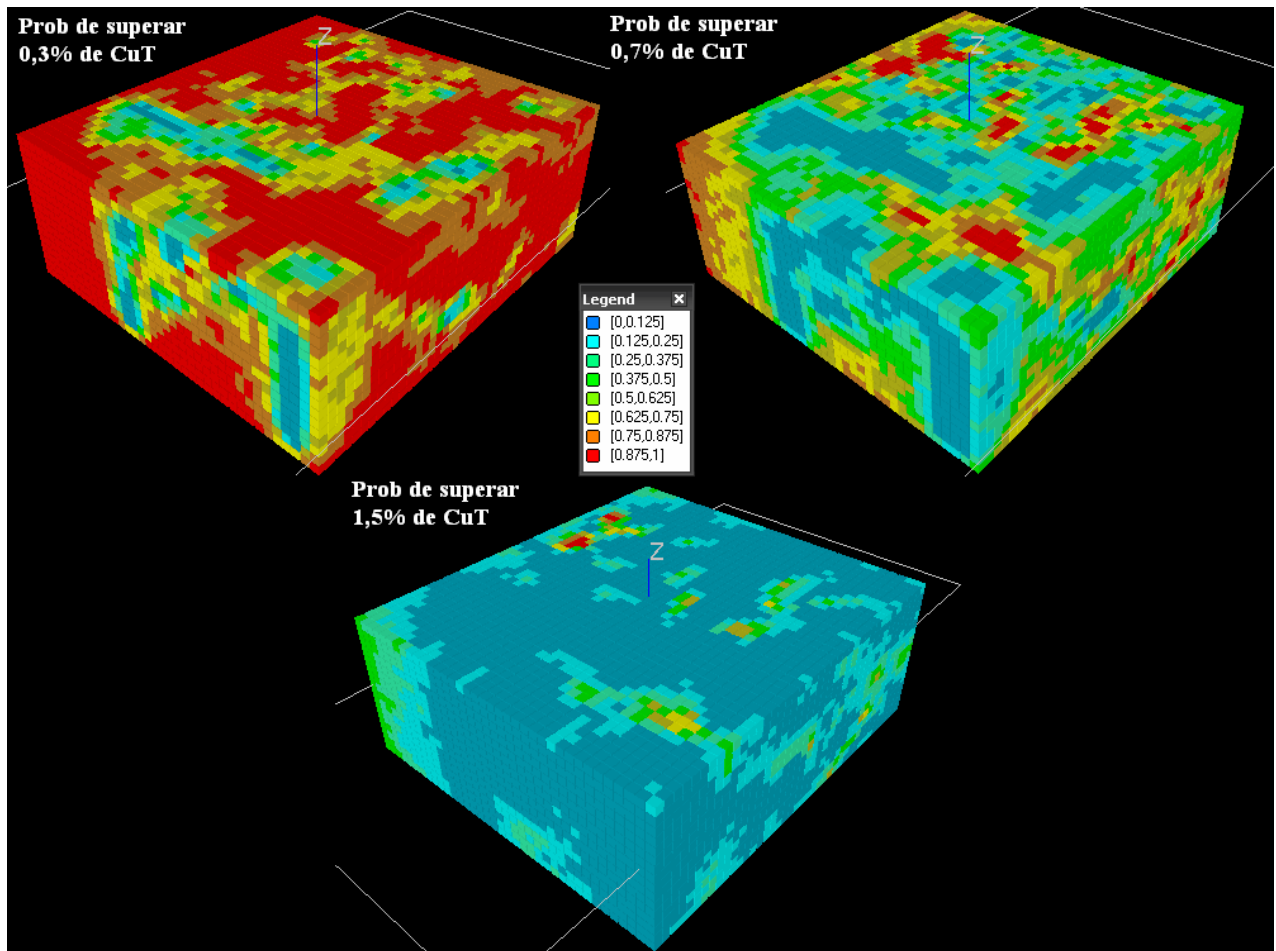 Prob de superar
0,3% de CuT
Z
Prob de superar
0,7% de CuT
Z
Legend
[0,0.125]
[0.125,0.25]
[0.25,0.375]
[0.375,0.5]
[0.5,0.625]
[0.625,0.75]
[0.75,0.875]
[0.875,1]
Prob de superar
1,5% de CuT
Z